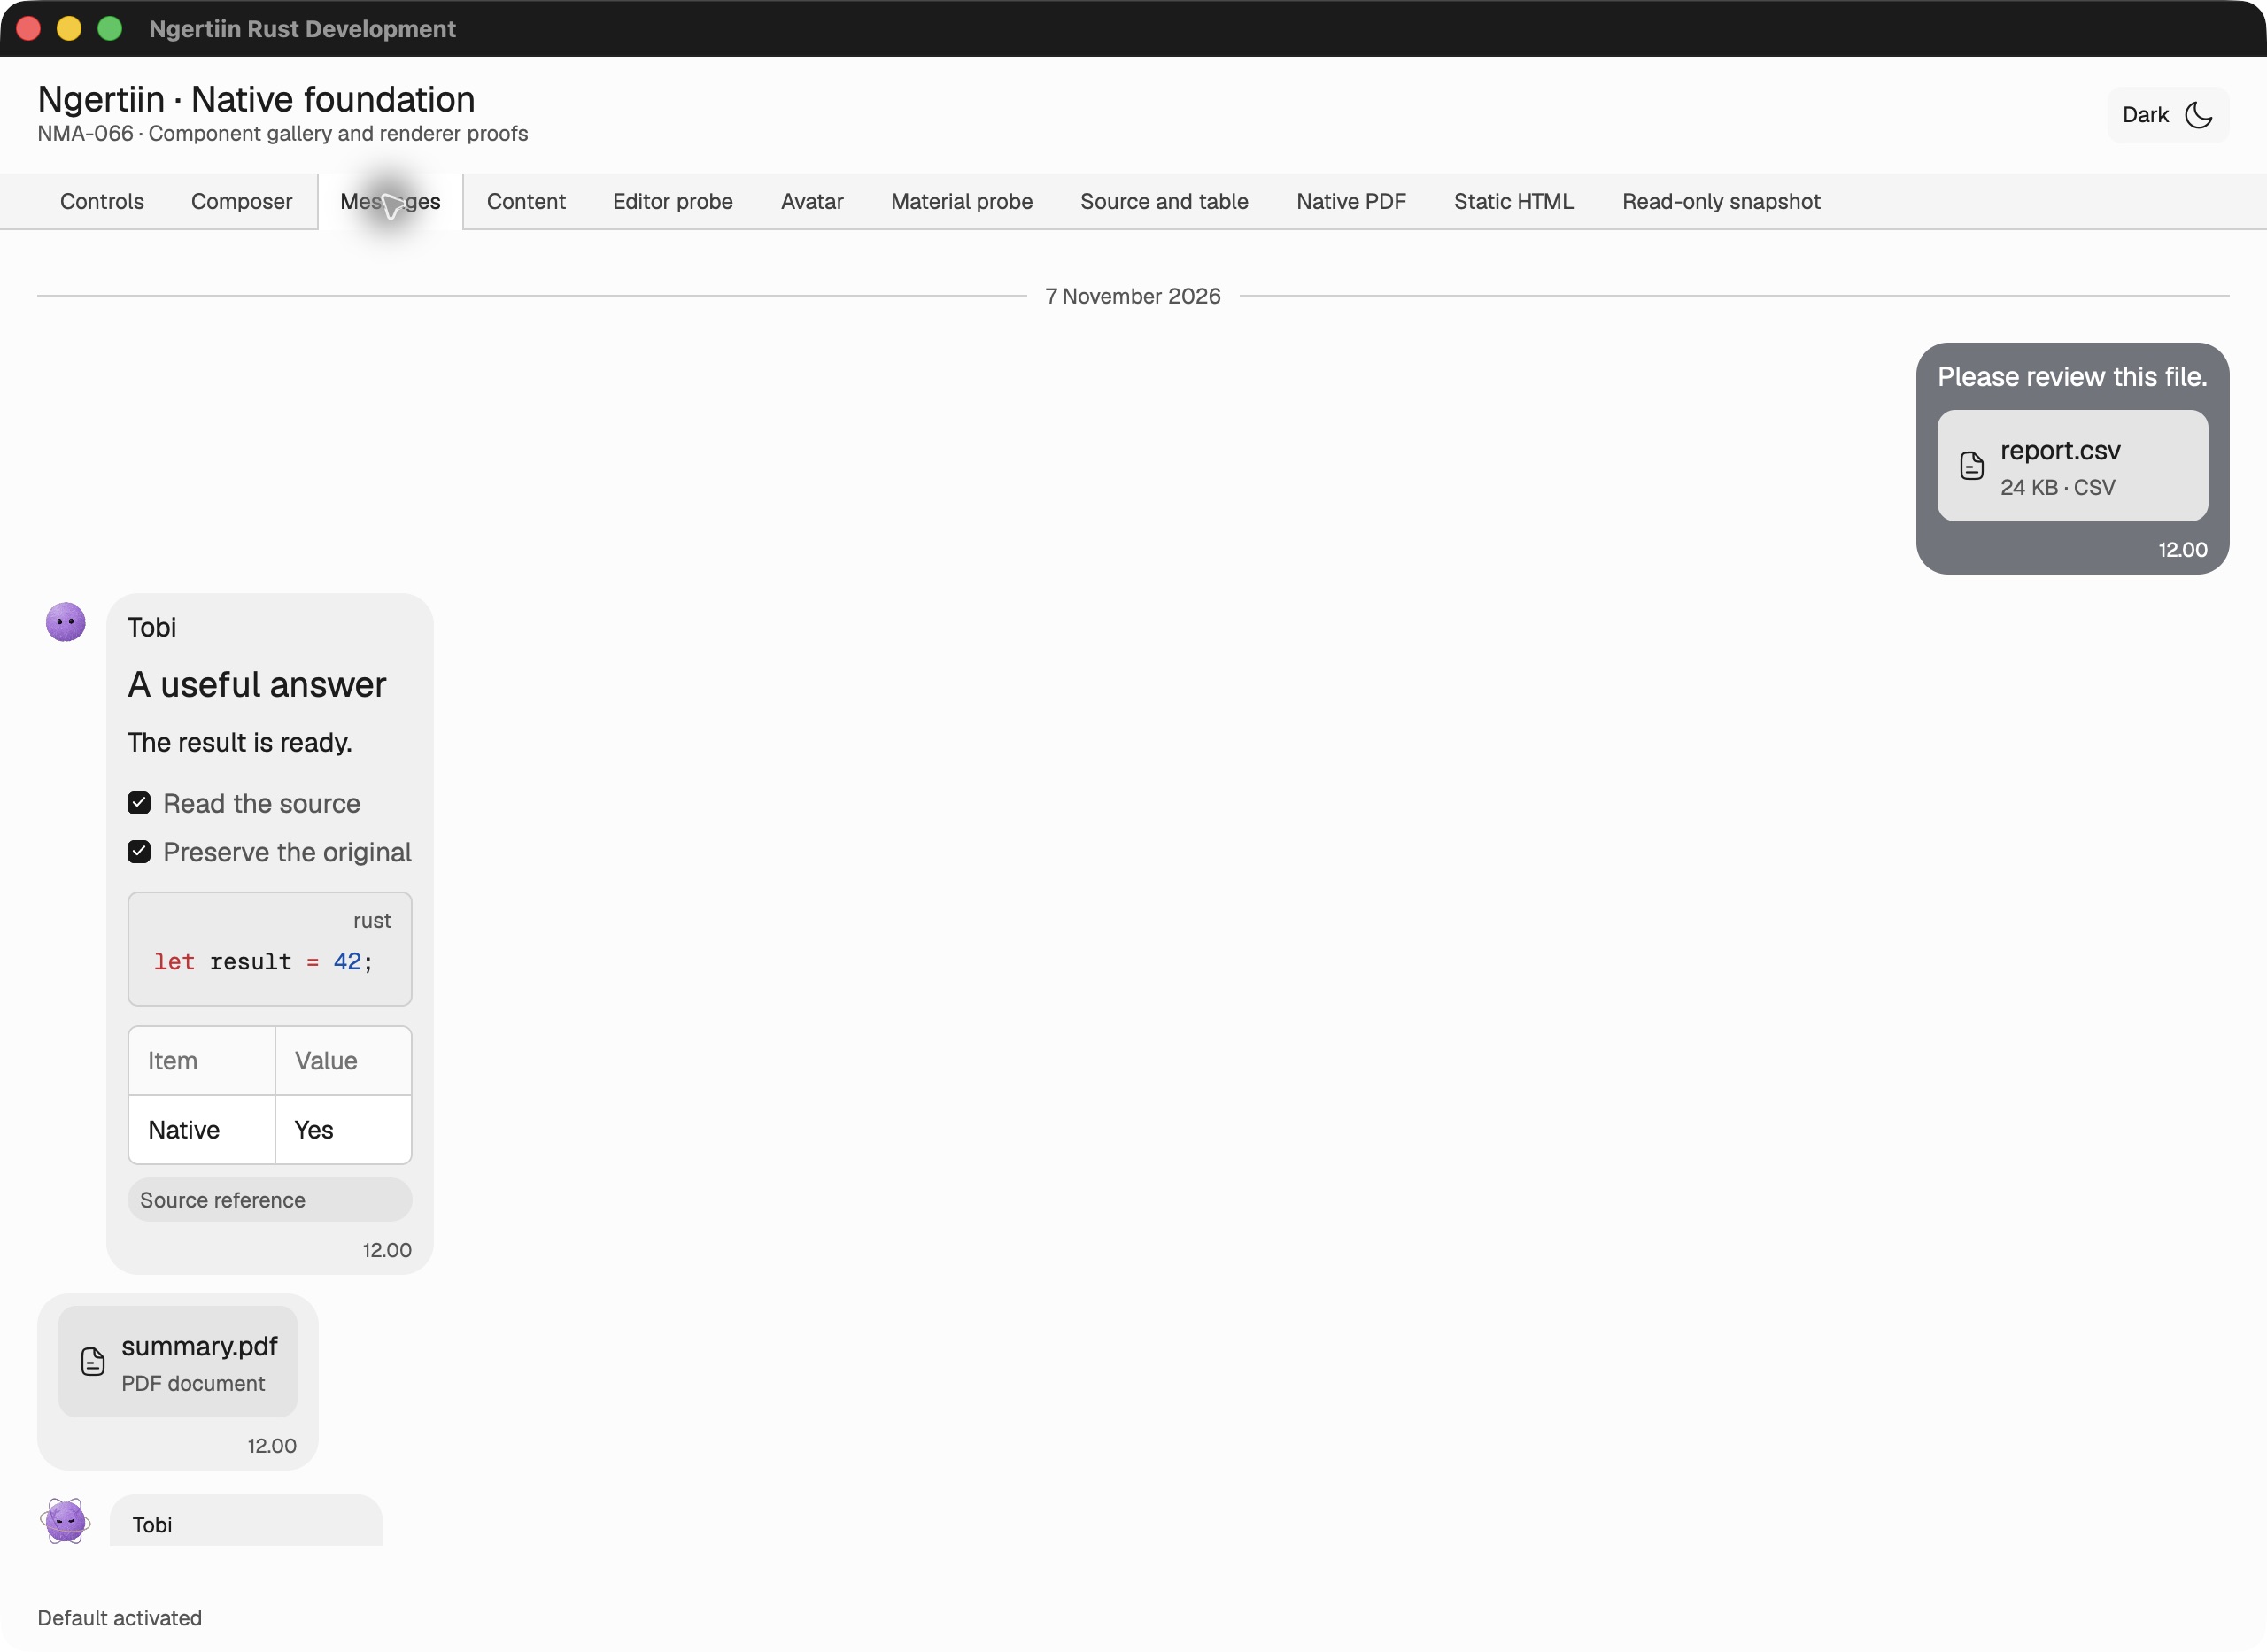 Ngertiin Rust Development
Ngertiin · Native foundation
NMA-066 · Component gallery and renderer proofs
Dark
Controls
Composer
Messages
Content
Editor probe
Avatar
Material probe
Source and table
Native PDF
Static HTML
Read-only snapshot
7 November 2026
Please review this file.
report.csv
24 KB · CSV
12.00
Tobi
A useful answer
The result is ready.
Read the source
Preserve the original
rust
let result = 42;
Item Value
Native Yes
Source reference
12.00
summary.pdf
PDF document
12.00
Tobi
Default activated